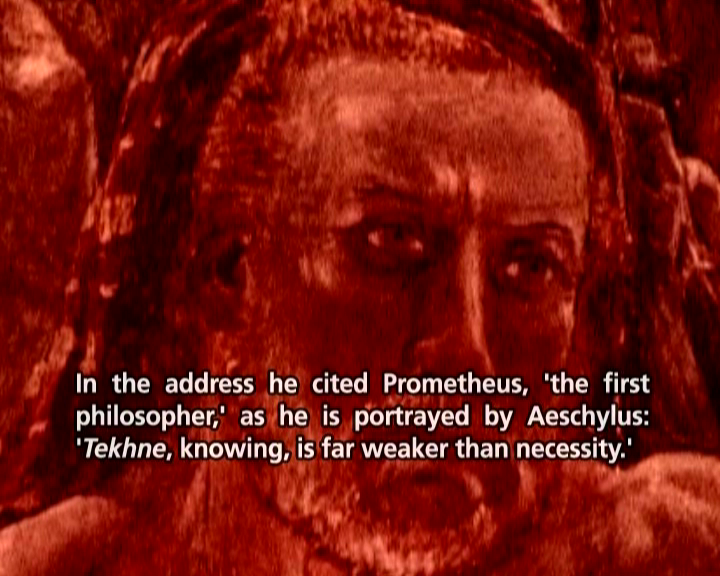 In the address he cited Prometheus, 'the first
philosopher,' as he is portrayed by Aeschylus:
'Tekhne, knowing, is far weaker than necessity.'